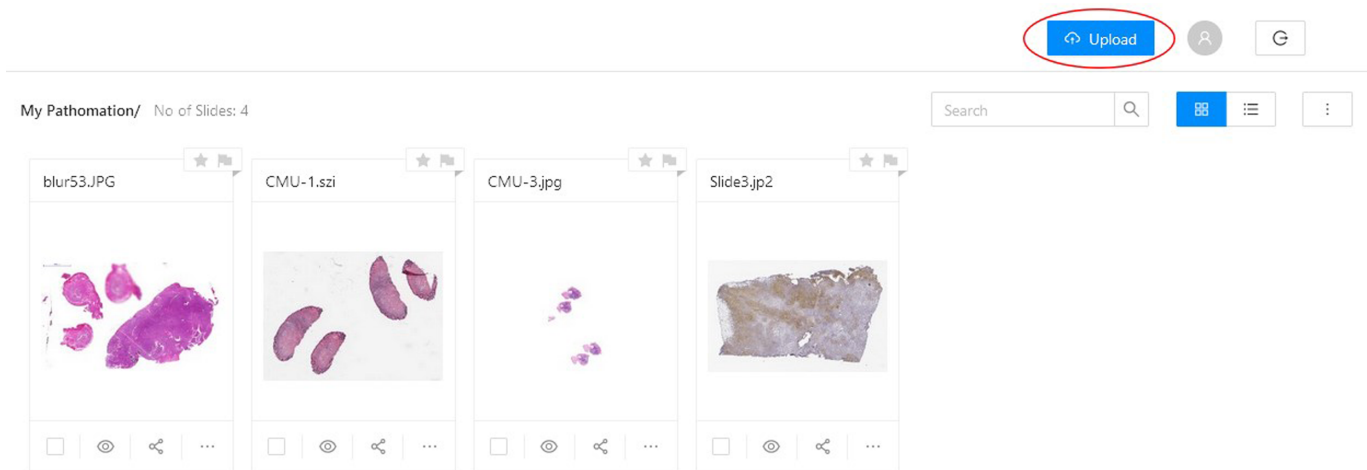 Upload
My Pathomation/ No of Slides: 4
Search
blur53.JPG
CMU-1.szi
CMU-3.jpg
Slide3.jp2